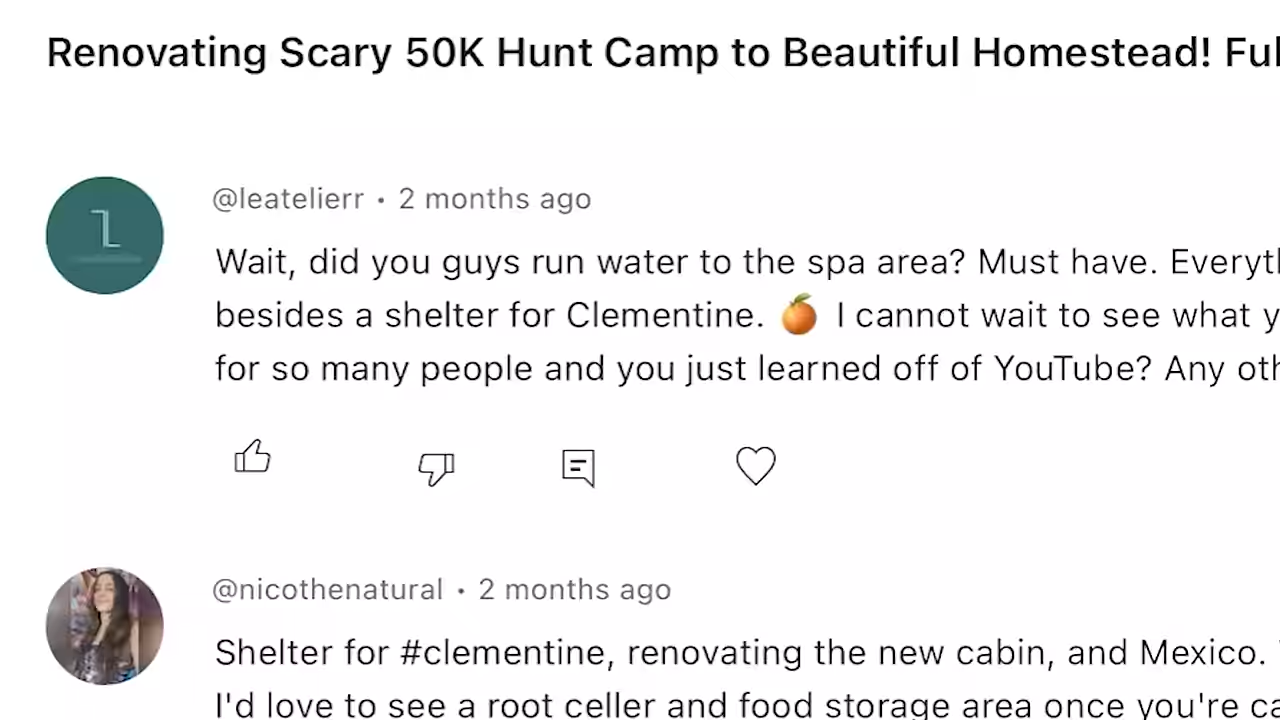 Renovating Scary 50K Hunt Camp to Beautiful Homestead!
@leatelierr • 2 months ago
Wait, did you guys run water to the spa area? Must have.
besides a shelter for Clementine. 🍊 I cannot wait to see what
for so many people and you just learned off of YouTube? Any
@nicothenatural • 2 months ago
Shelter for #clementine, renovating the new cabin, and Mexico.
I'd love to see a root celler and food storage area once you're